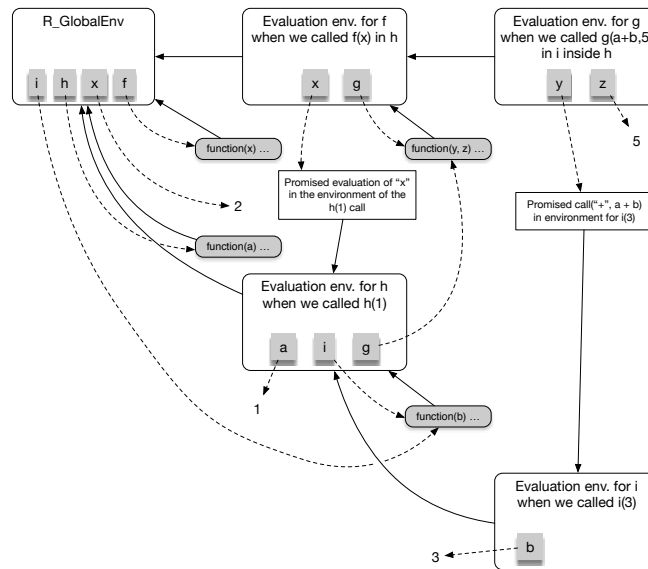 R_GlobalEnv
i h x f
Evaluation env. for f
when we called f(x) in h
x g
Evaluation env. for g
when we called g(a+b,5
in i inside h
y z
function(x) ...
function(y, z) ...
5
Promised evaluation of “x”
in the environment of the
h(1) call
2
Promised call(“+”, a + b)
in environment for i(3)
function(a) ...
Evaluation env. for h
when we called h(1)
a i g
1
function(b) ...
Evaluation env. for i
when we called i(3)
b
3